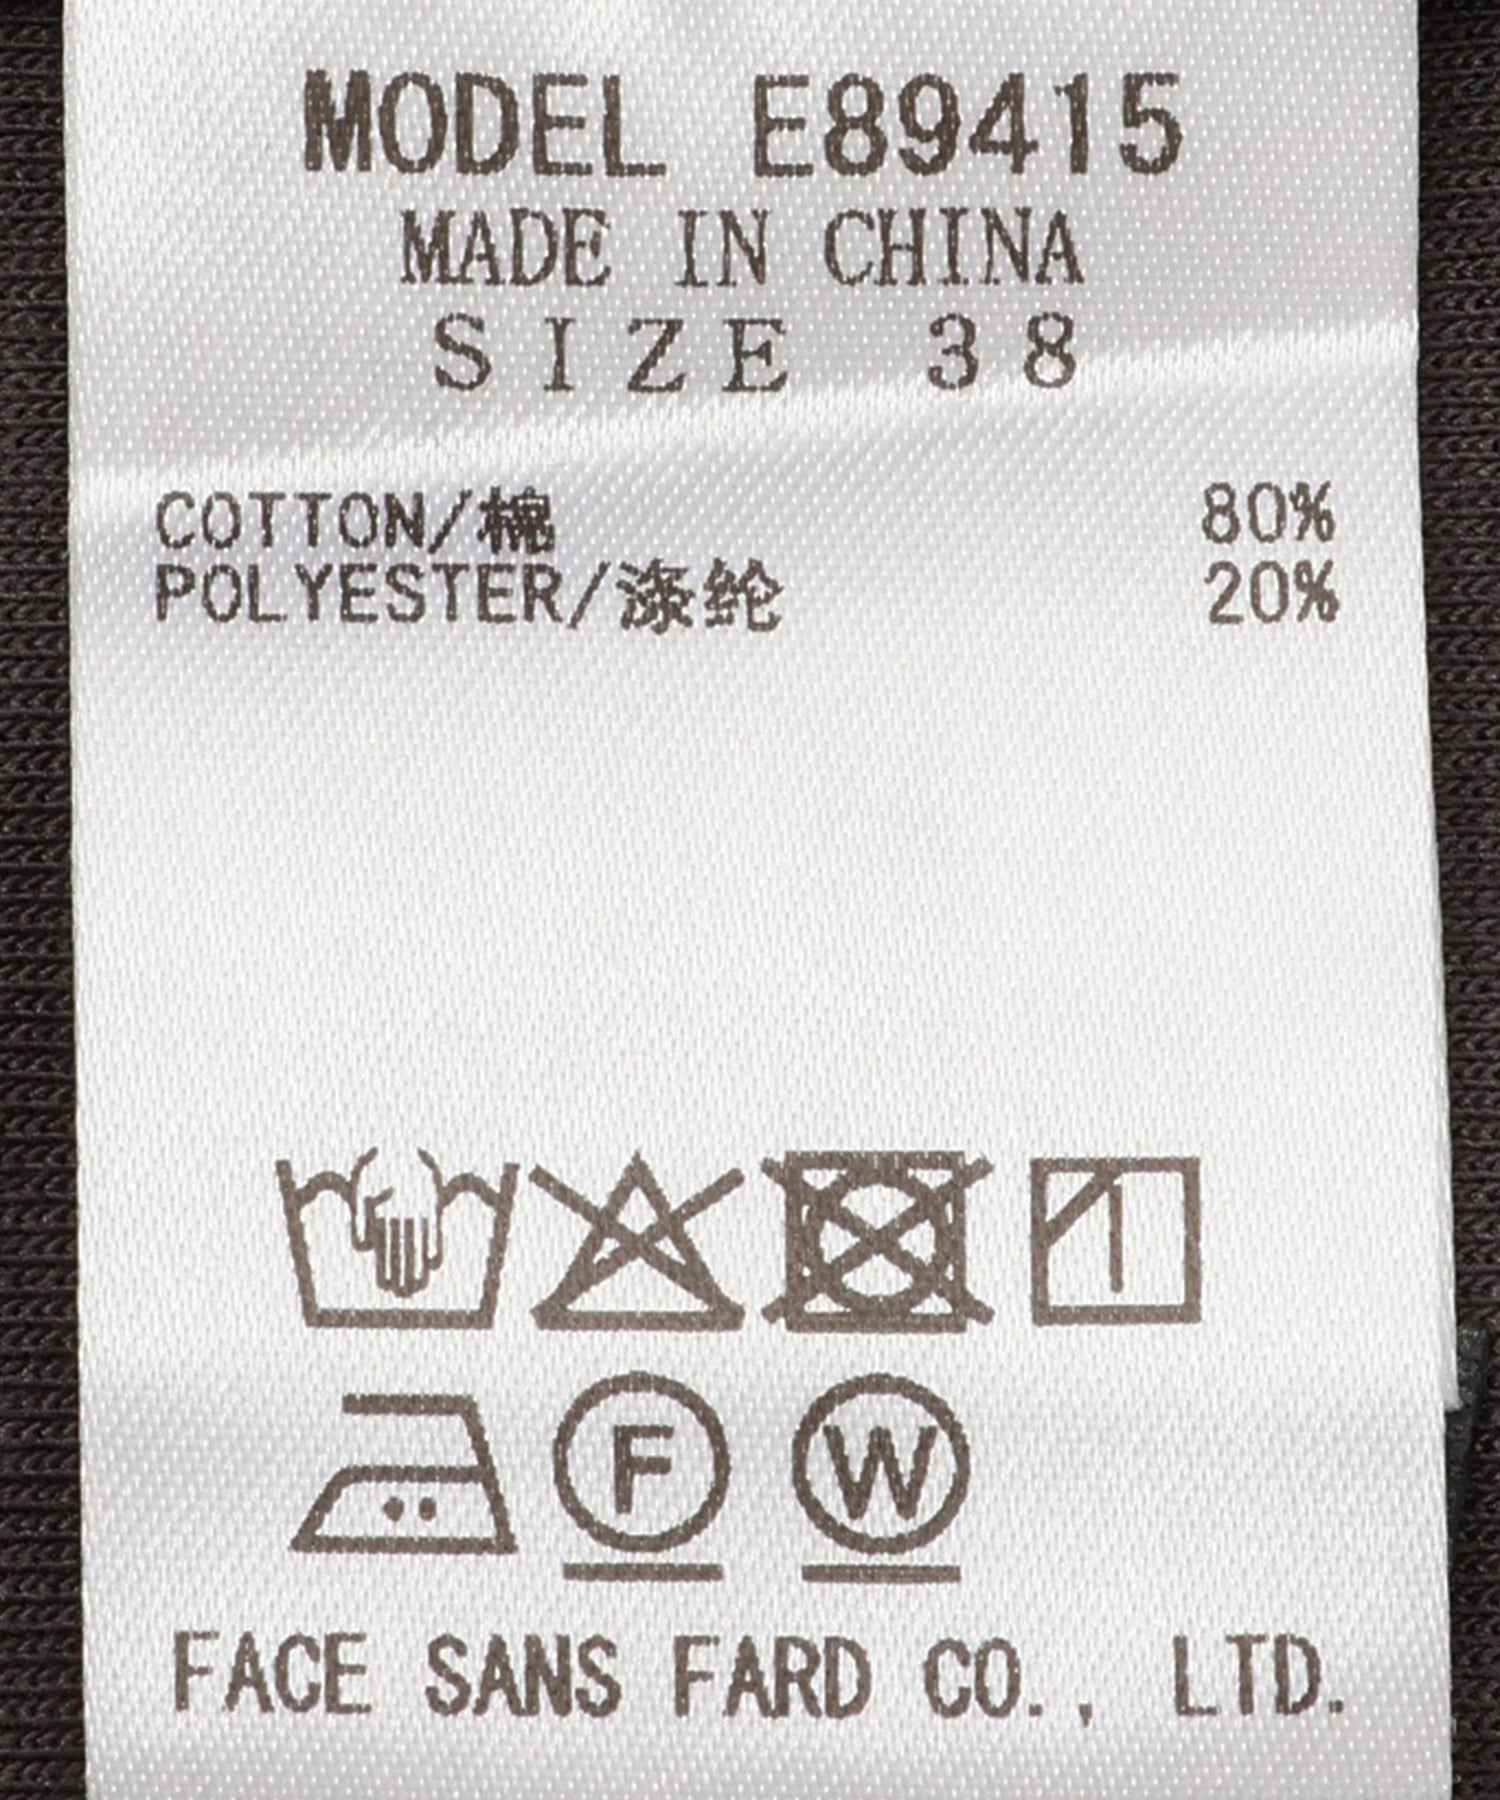 MODEL E89415
MADE IN CHINA
SIZE 38
COTTON/棉 80%
POLYESTER/涤纶 20%
F W
FACE SANS FARD CO., LTD.